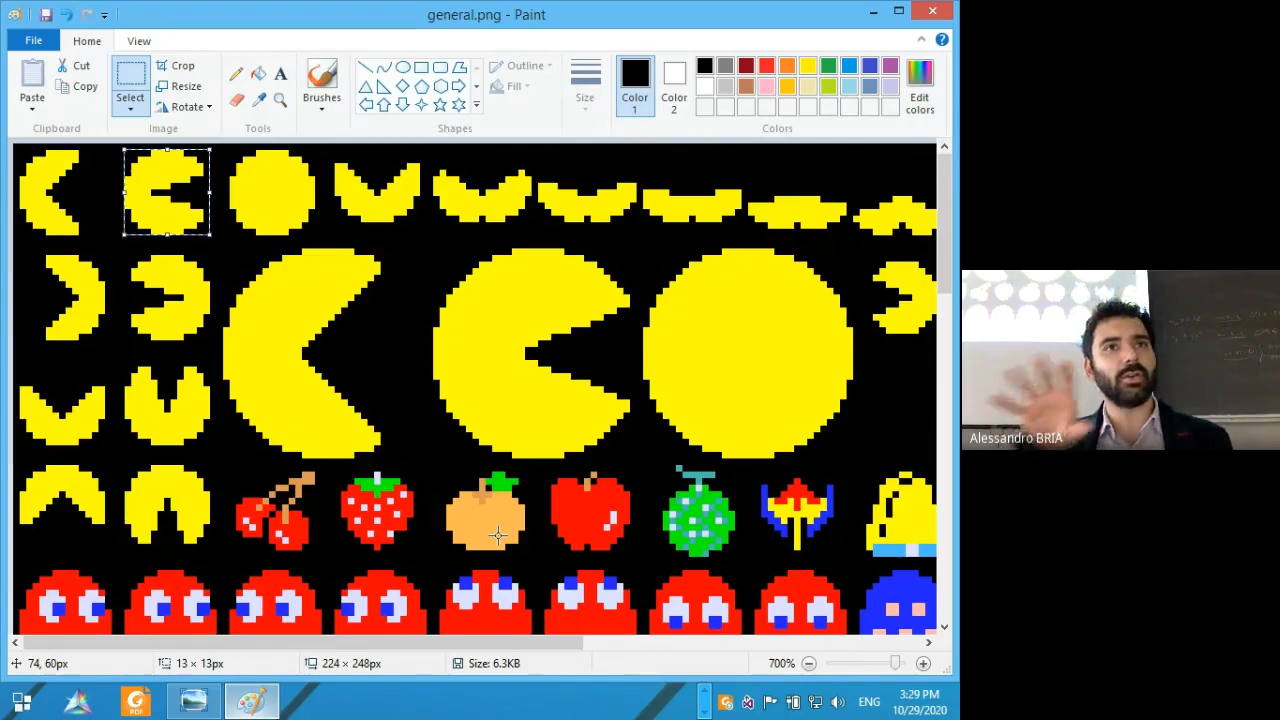 general.png - Paint
File
Home
View
Paste
Cut
Copy
Clipboard
Select
Crop
Resize
Rotate
Image
A
Tools
Brushes
Outline
Fill
Shapes
Size
Color 1
Color 2
Edit colors
Colors
Alessandro BRIA
74, 60px
13 × 13px
224 × 248px
Size: 6.3KB
700%
PDF
ENG
3:29 PM
10/29/2020